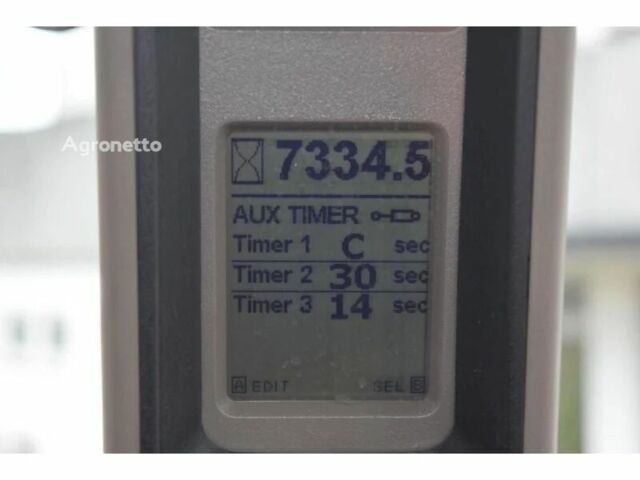 Agronetto
7334.5
AUX TIMER
Timer 1 C sec
Timer 2 30 sec
Timer 3 14 sec
A EDIT SEL B